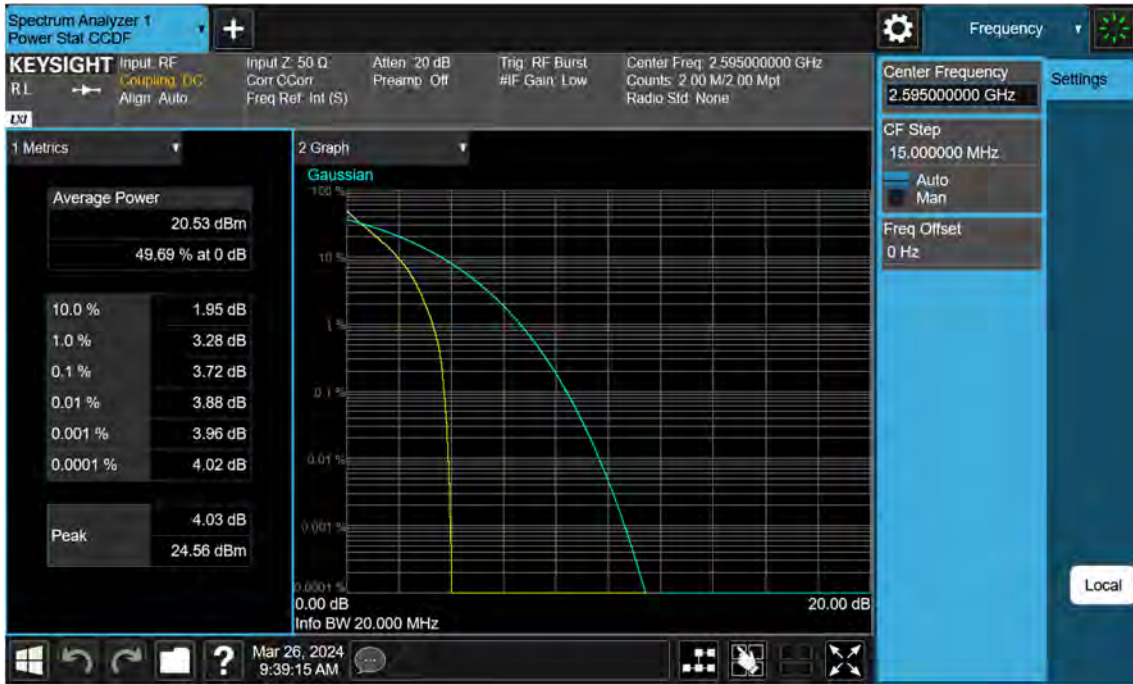 Spectrum Analyzer 1
Power Stat CCDF
+
Frequency
KEYSIGHT
Input: RF
Coupling: DC
Align: Auto
Input Z: 50 Ω
Corr CCorr
Freq Ref: Int (S)
Atten: 20 dB
Preamp: Off
Trig: RF Burst
#IF Gain: Low
Center Freq: 2.595000000 GHz
Counts: 2.00 M/2.00 Mpt
Radio Std: None
RL
LXI
Center Frequency
2.595000000 GHz
Settings
CF Step
15.000000 MHz
Auto
Man
Freq Offset
0 Hz
1 Metrics
Average Power
20.53 dBm
49.69 % at 0 dB
10.0 % 1.95 dB
1.0 % 3.28 dB
0.1 % 3.72 dB
0.01 % 3.88 dB
0.001 % 3.96 dB
0.0001 % 4.02 dB
Peak
4.03 dB
24.56 dBm
2 Graph
Gaussian
100 %
10 %
1 %
0.1 %
0.01 %
0.001 %
0.0001 %
0.00 dB 20.00 dB
Info BW 20.000 MHz
Local
?
Mar 26, 2024
9:39:15 AM